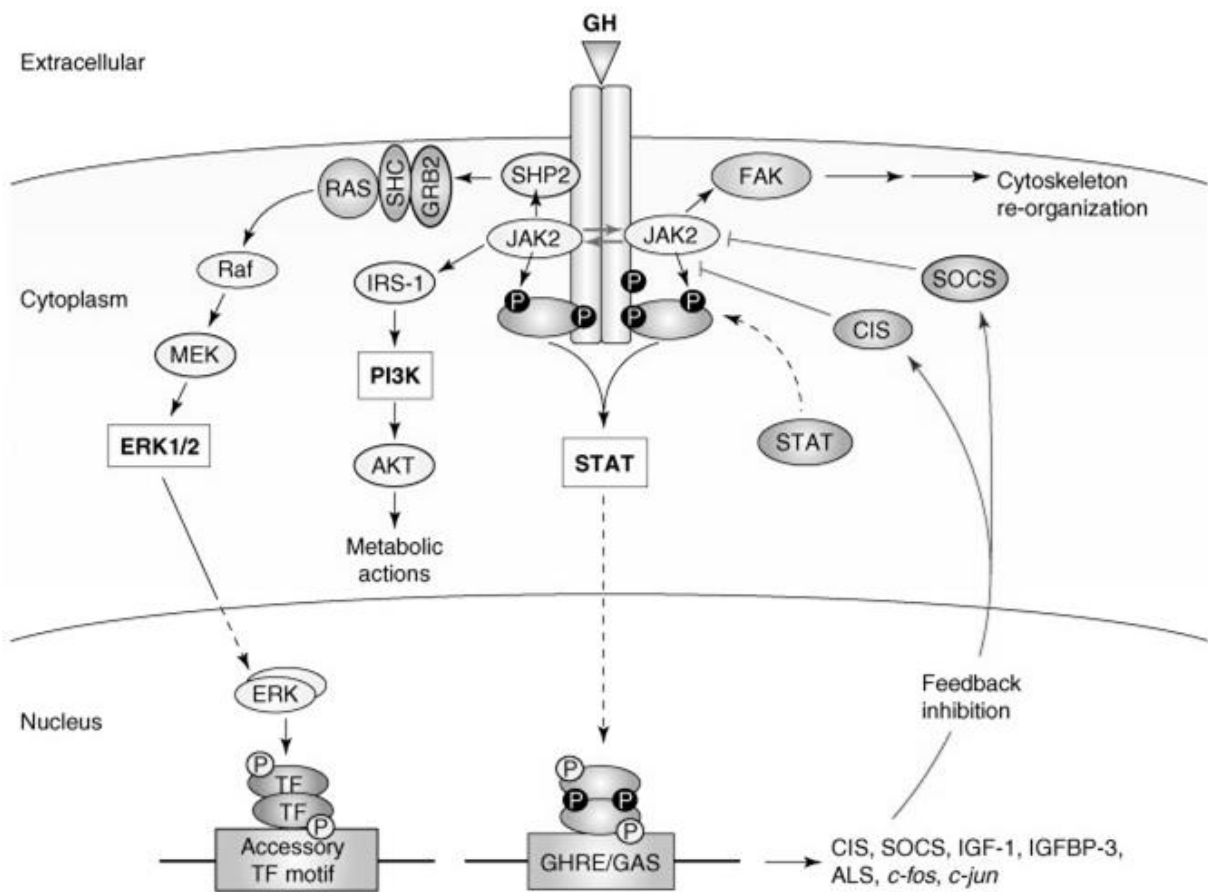 GH
Extracellular
RAS
SHC
GRB2
SHP2
FAK
Cytoskeleton
re-organization
JAK2
JAK2
Raf
IRS-1
SOCS
Cytoplasm
P
P
P
P
P
CIS
MEK
PI3K
ERK1/2
AKT
STAT
STAT
Metabolic
actions
ERK
Feedback
inhibition
Nucleus
P
TF
TF
P
P
P
P
P
Accessory
TF motif
GHRE/GAS
CIS, SOCS, IGF-1, IGFBP-3,
ALS, c-fos, c-jun